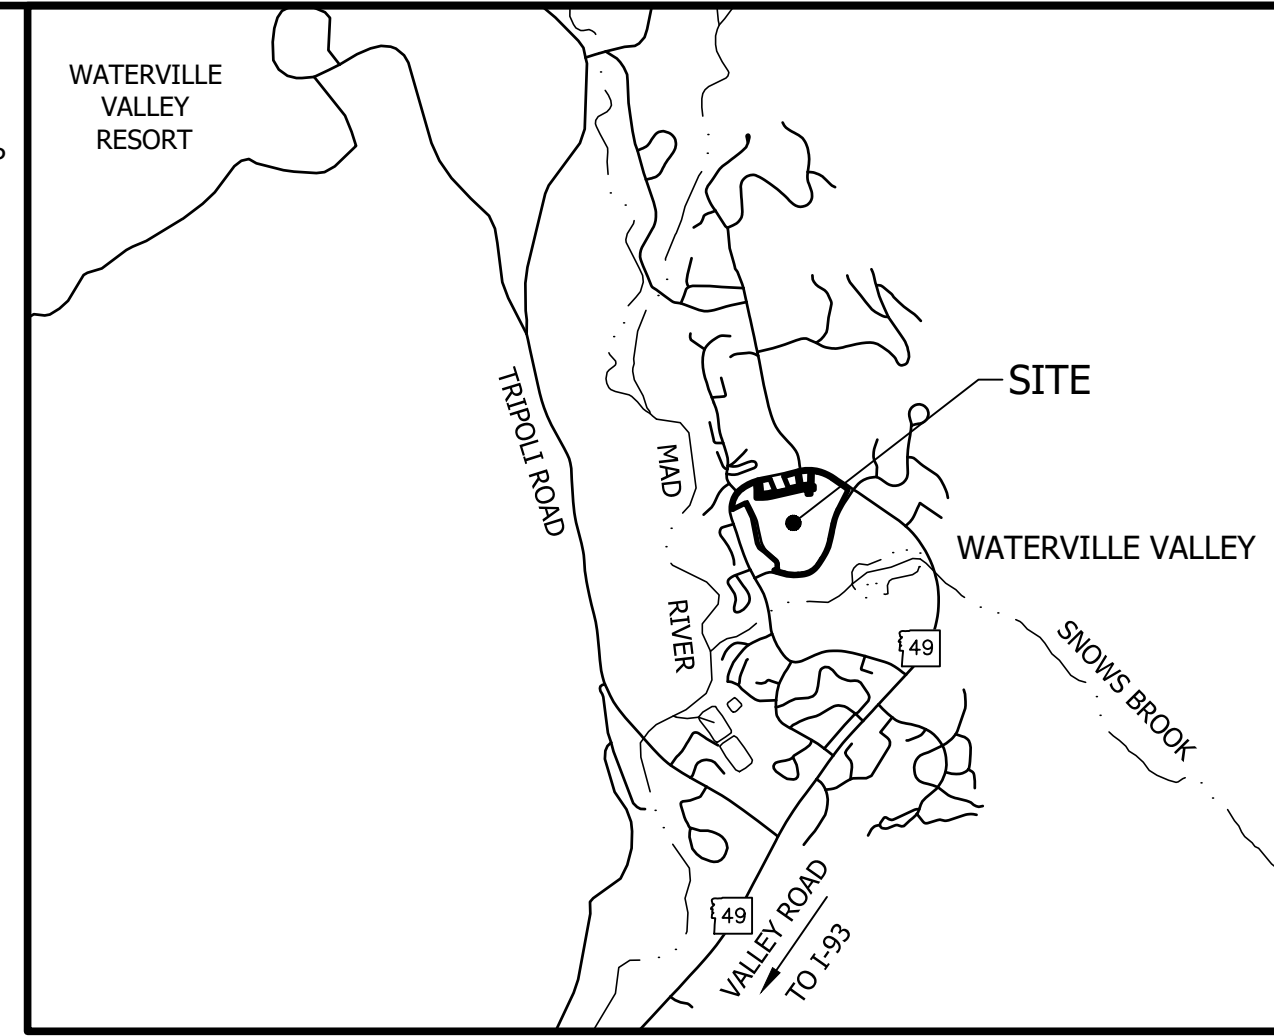 WATERVILLE
VALLEY
RESORT
TRIPOLI ROAD
SITE
MAD
RIVER
WATERVILLE VALLEY
49
SNOWS BROOK
49
VALLEY ROAD
TO I-93